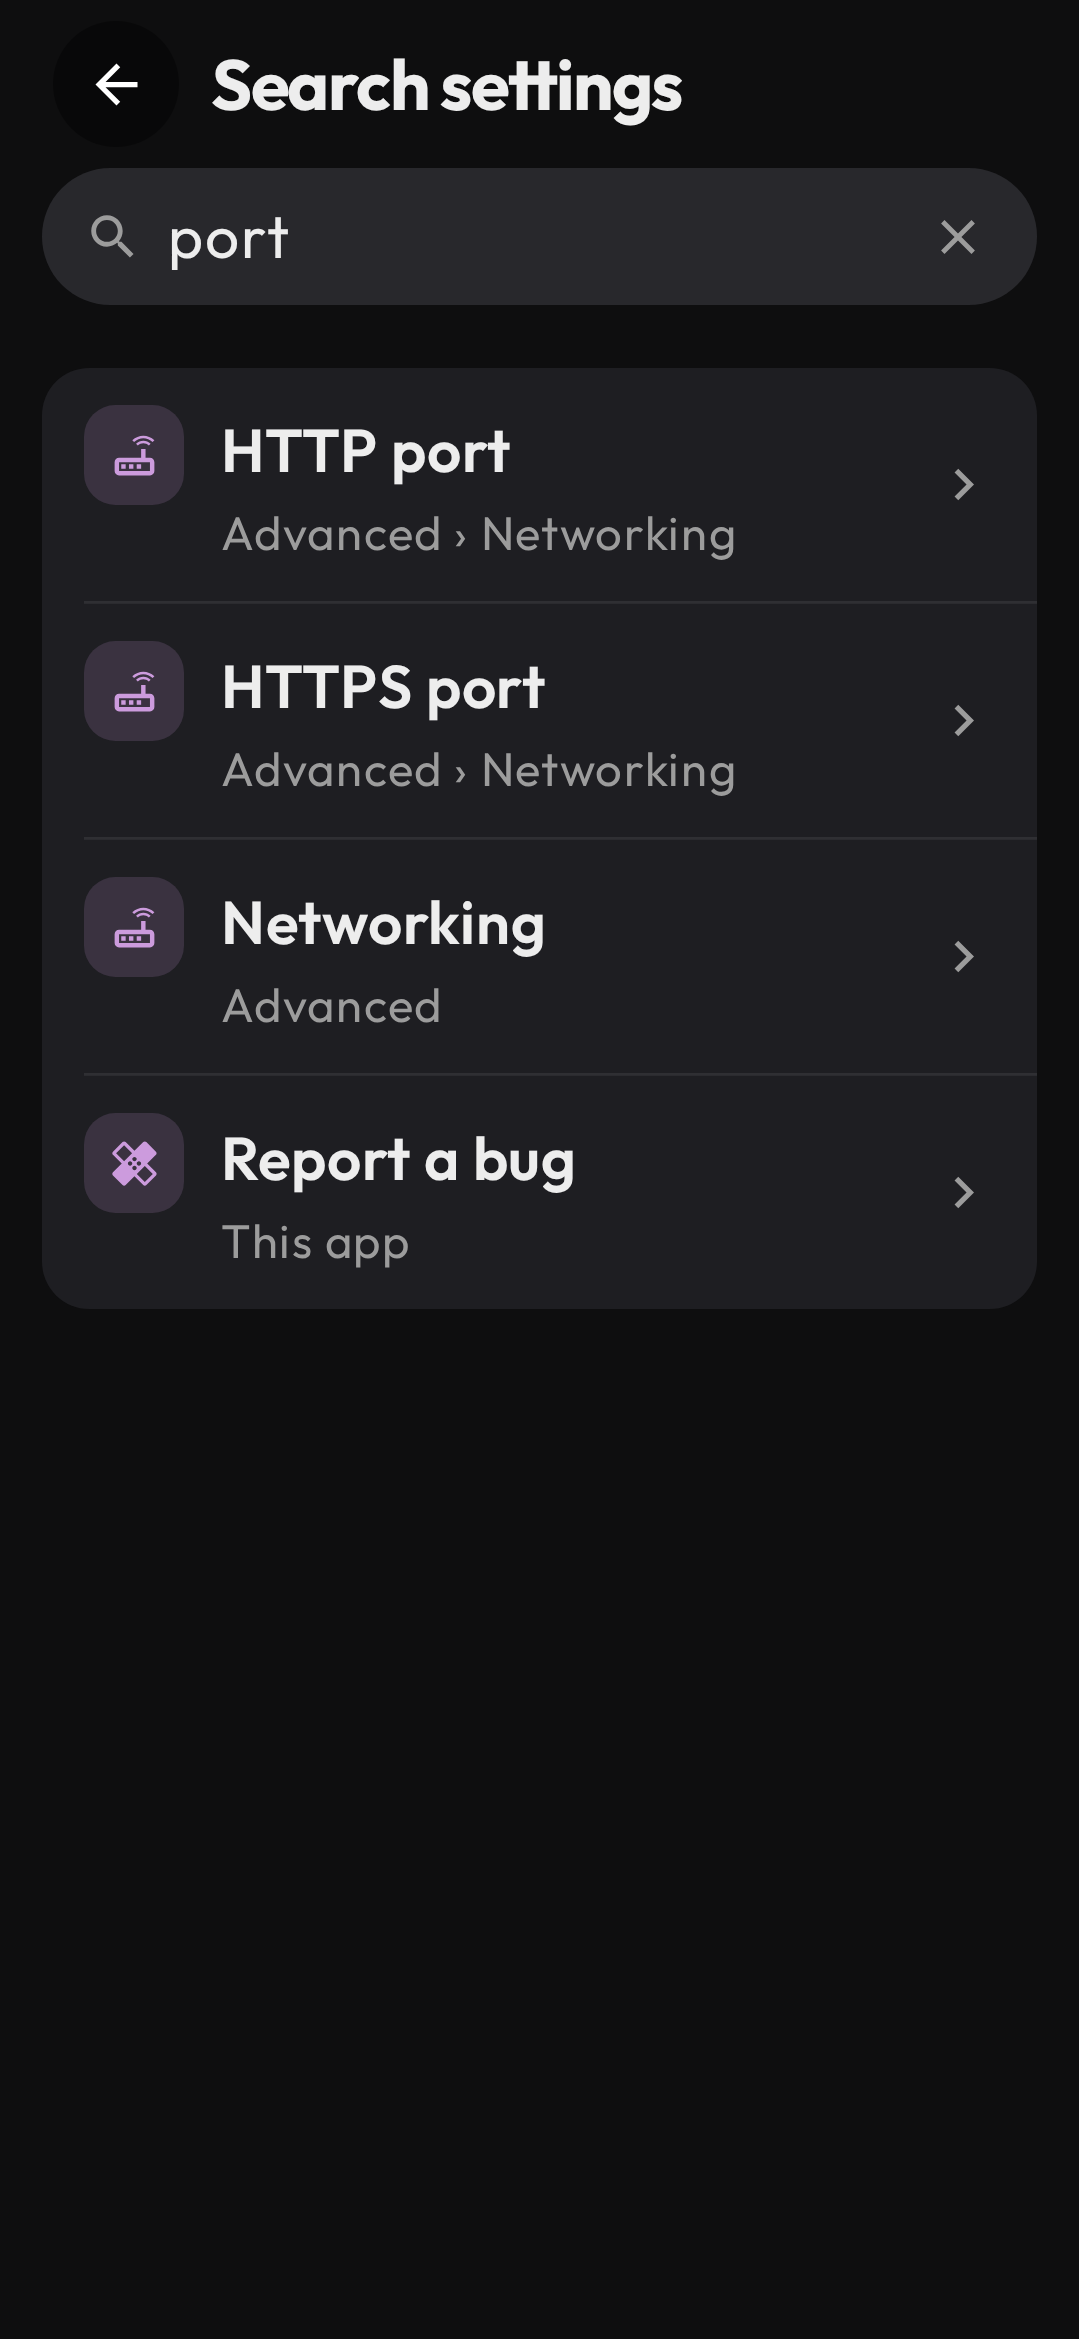 Search settings
port
HTTP port
Advanced › Networking
HTTPS port
Advanced › Networking
Networking
Advanced
Report a bug
This app